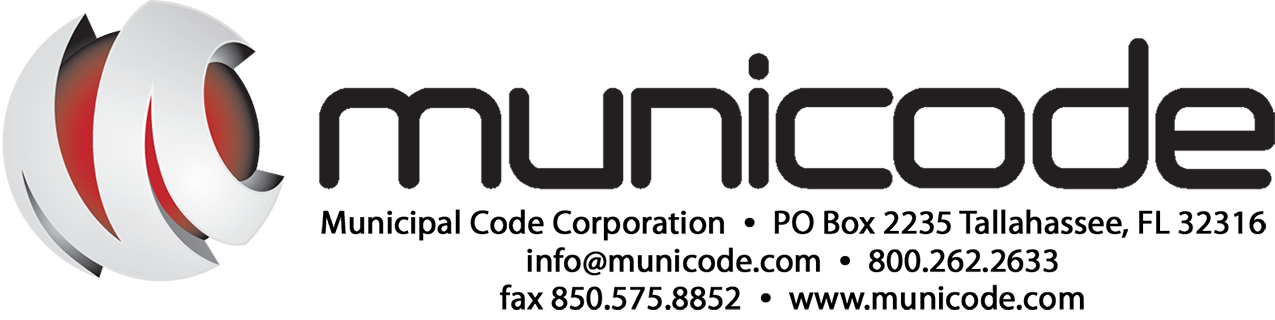 municode
Municipal Code Corporation • PO Box 2235 Tallahassee, FL 32316
info@municode.com • 800.262.2633
fax 850.575.8852 • www.municode.com